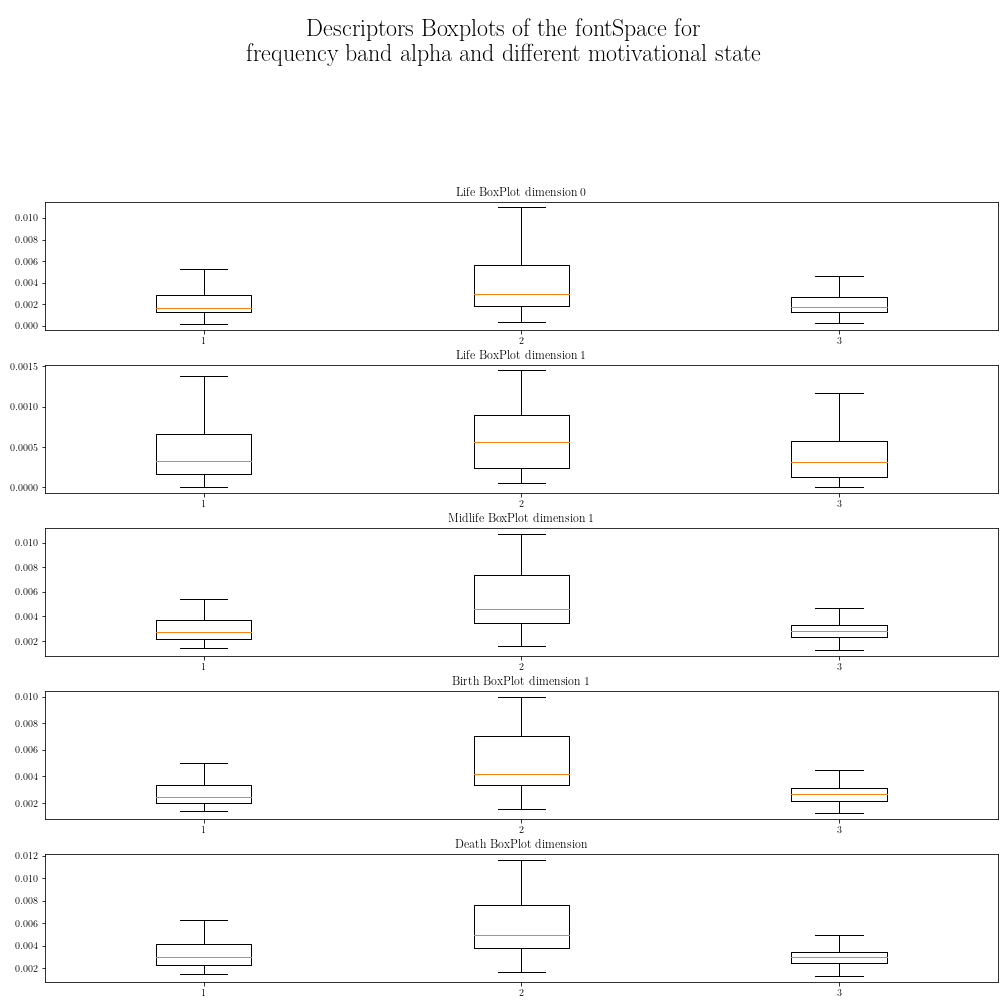 Descriptors Boxplots of the fontSpace for
frequency band alpha and different motivational state
Life BoxPlot dimension 0
0.010
0.008
0.006
0.004
0.002
0.000
1 2 3
Life BoxPlot dimension 1
0.0015
0.0010
0.0005
0.0000
1 2 3
Midlife BoxPlot dimension 1
0.010
0.008
0.006
0.004
0.002
1 2 3
Birth BoxPlot dimension 1
0.010
0.008
0.006
0.004
0.002
1 2 3
Death BoxPlot dimension
0.012
0.010
0.008
0.006
0.004
0.002
1 2 3